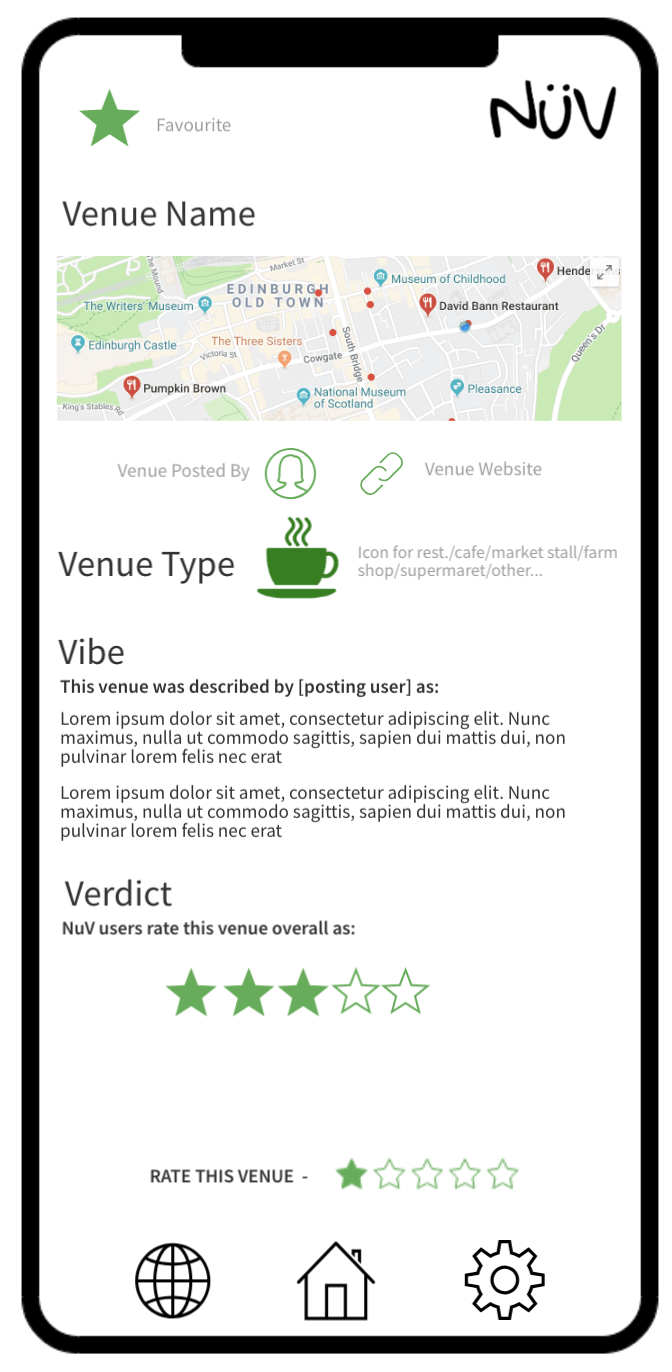 Favourite
NüV
Venue Name
Market St
The Mound
EDINBURGH
OLD TOWN
Museum of Childhood
Hende
The Writers' Museum
David Bann Restaurant
Edinburgh Castle
The Three Sisters
Victoria St
Cowgate
South Bridge
Queen's Dr
Pumpkin Brown
National Museum
of Scotland
Pleasance
King's Stables Rd
Venue Posted By
Venue Website
Venue Type
Icon for rest./cafe/market stall/farm
shop/supermaret/other...
Vibe
This venue was described by [posting user] as:
Lorem ipsum dolor sit amet, consectetur adipiscing elit. Nunc
maximus, nulla ut commodo sagittis, sapien dui mattis dui, non
pulvinar lorem felis nec erat
Lorem ipsum dolor sit amet, consectetur adipiscing elit. Nunc
maximus, nulla ut commodo sagittis, sapien dui mattis dui, non
pulvinar lorem felis nec erat
Verdict
NuV users rate this venue overall as:
RATE THIS VENUE -